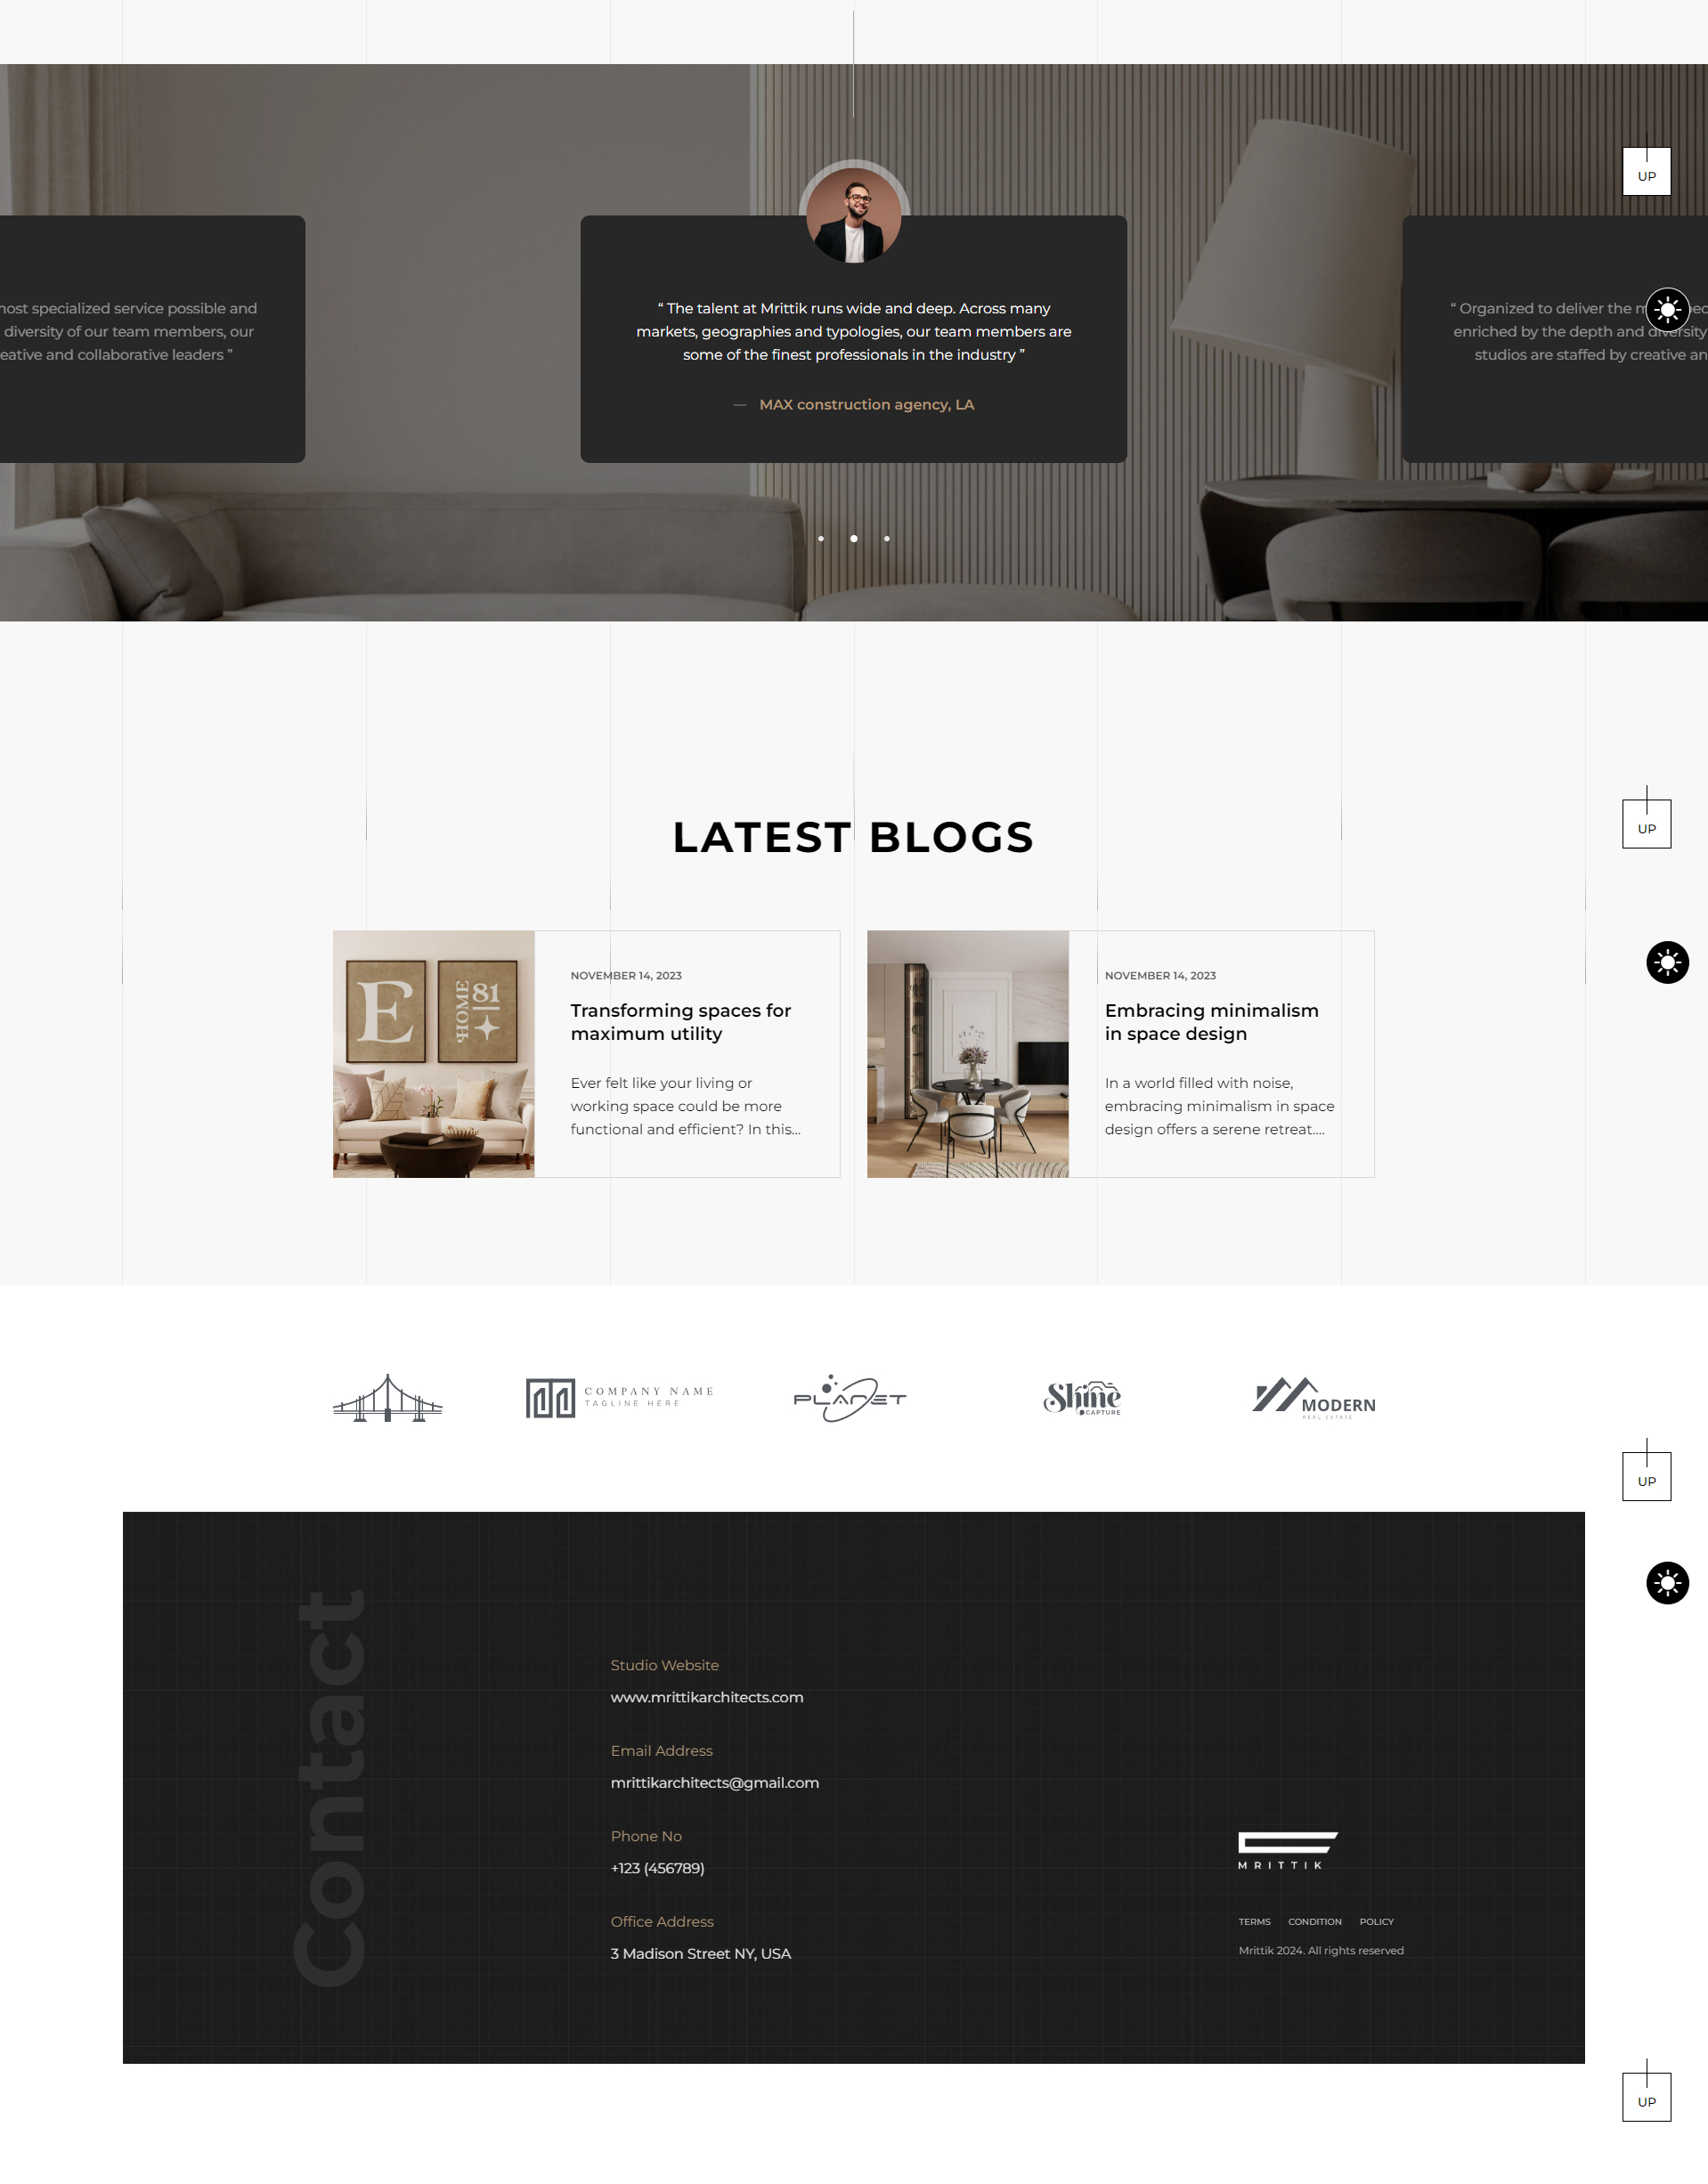 UP
most specialized service possible and
diversity of our team members, our
eative and collaborative leaders ”
“ The talent at Mrittik runs wide and deep. Across many
markets, geographies and typologies, our team members are
some of the finest professionals in the industry ”
— MAX construction agency, LA
“ Organized to deliver the
enriched by the depth and diversity
studios are staffed by creative an
LATEST BLOGS
UP
E
HOME
81
NOVEMBER 14, 2023
Transforming spaces for
maximum utility
Ever felt like your living or
working space could be more
functional and efficient? In this...
NOVEMBER 14, 2023
Embracing minimalism
in space design
In a world filled with noise,
embracing minimalism in space
design offers a serene retreat....
COMPANY NAME
TAGLINE HERE
PLANET
Shine
CAPTURE
MODERN
REAL ESTATE
UP
Contact
Studio Website
www.mrittikarchitects.com
Email Address
mrittikarchitects@gmail.com
Phone No
+123 (456789)
Office Address
3 Madison Street NY, USA
MRITTIK
TERMS CONDITION POLICY
Mrittik 2024. All rights reserved
UP